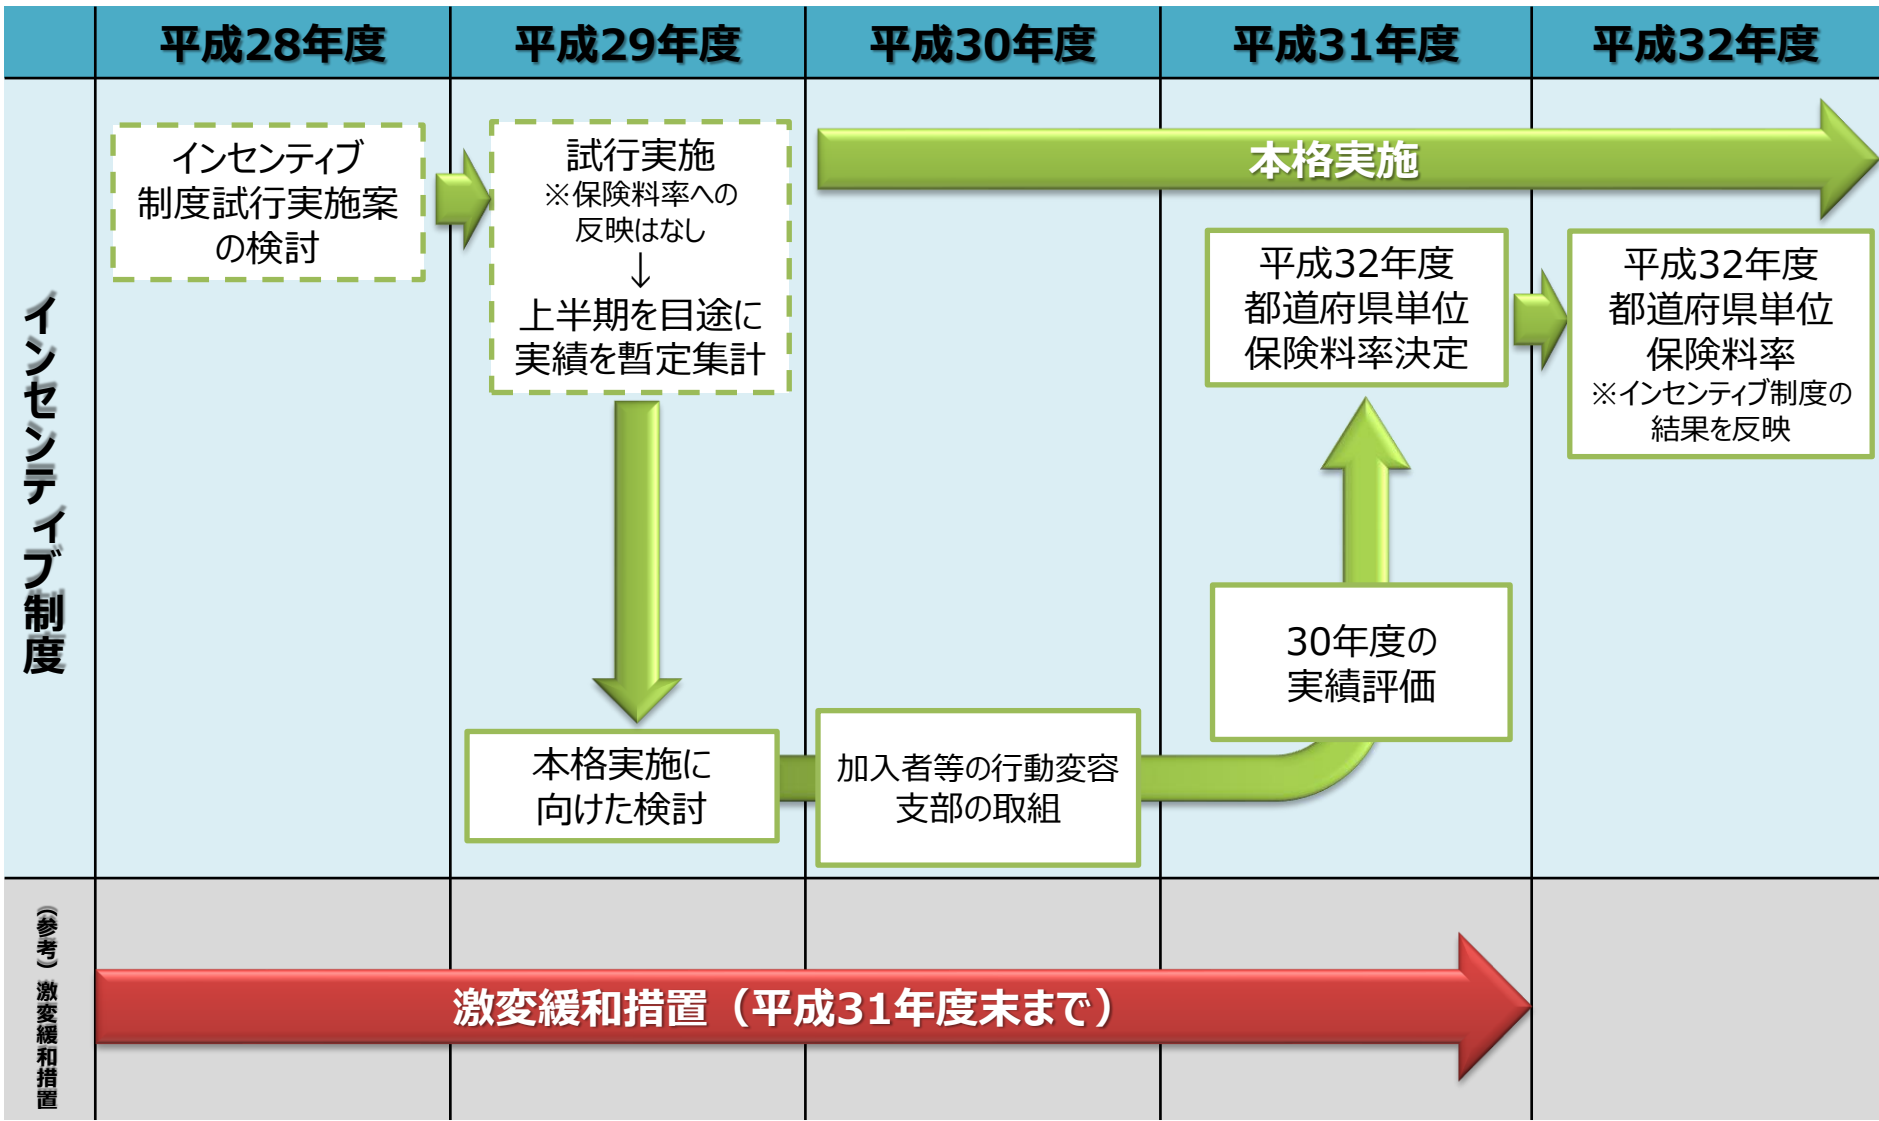 平成28年度
平成29年度
平成30年度
平成31年度
平成32年度
インセンティブ制度
インセンティブ
制度試行実施案
の検討
試行実施
※保険料率への
反映はなし
↓
上半期を目途に
実績を暫定集計
本格実施に
向けた検討
本格実施
加入者等の行動変容
支部の取組
30年度の
実績評価
平成32年度
都道府県単位
保険料率決定
平成32年度
都道府県単位
保険料率
※インセンティブ制度の
結果を反映
（参考）激変緩和措置
激変緩和措置（平成31年度末まで）